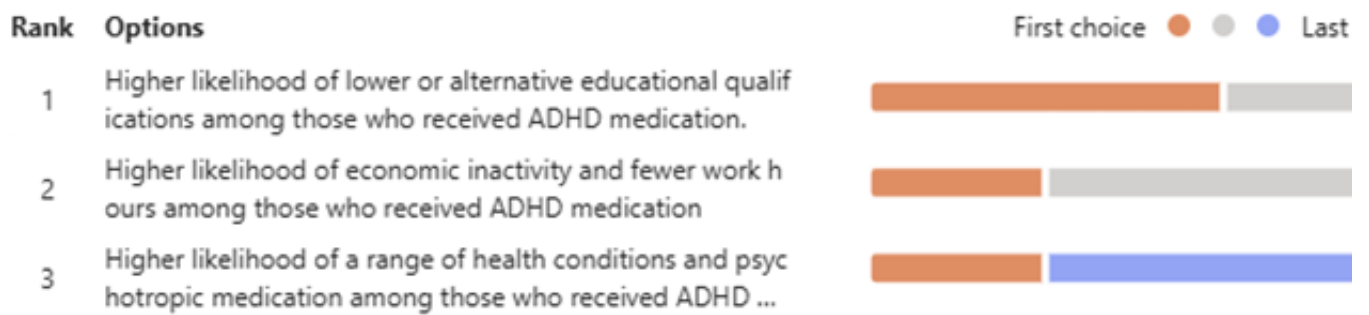 Rank Options First choice Last
1 Higher likelihood of lower or alternative educational qualif
ications among those who received ADHD medication.
2 Higher likelihood of economic inactivity and fewer work h
ours among those who received ADHD medication
3 Higher likelihood of a range of health conditions and psyc
hotropic medication among those who received ADHD ...